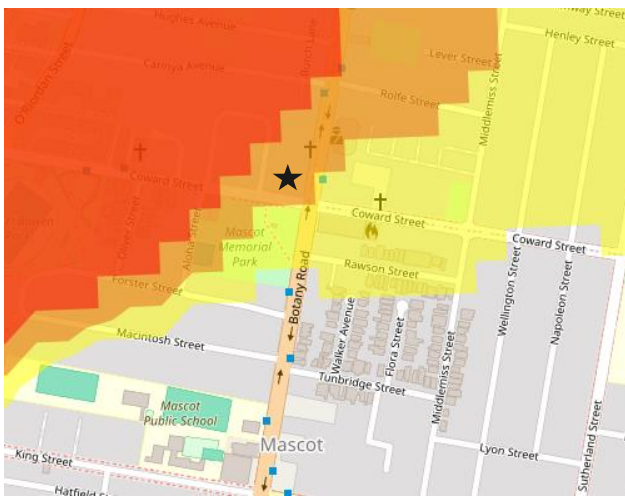 Hughes Avenue
Henley Street
Lever Street
O'Riordan Street
Carinya Avenue
Rolfe Street
Middlemiss Street
Coward Street
Coward Street
Coward Street
Oliver Street
Aloha Street
Mascot
Memorial
Park
Rawson Street
Forster Street
Botany Road
Macintosh Street
Walker Avenue
Flora Street
Middlemiss Street
Wellington Street
Napoleon Street
Tunbridge Street
Mascot
Public School
Mascot
Lyon Street
Sutherland Street
King Street
Hatfield